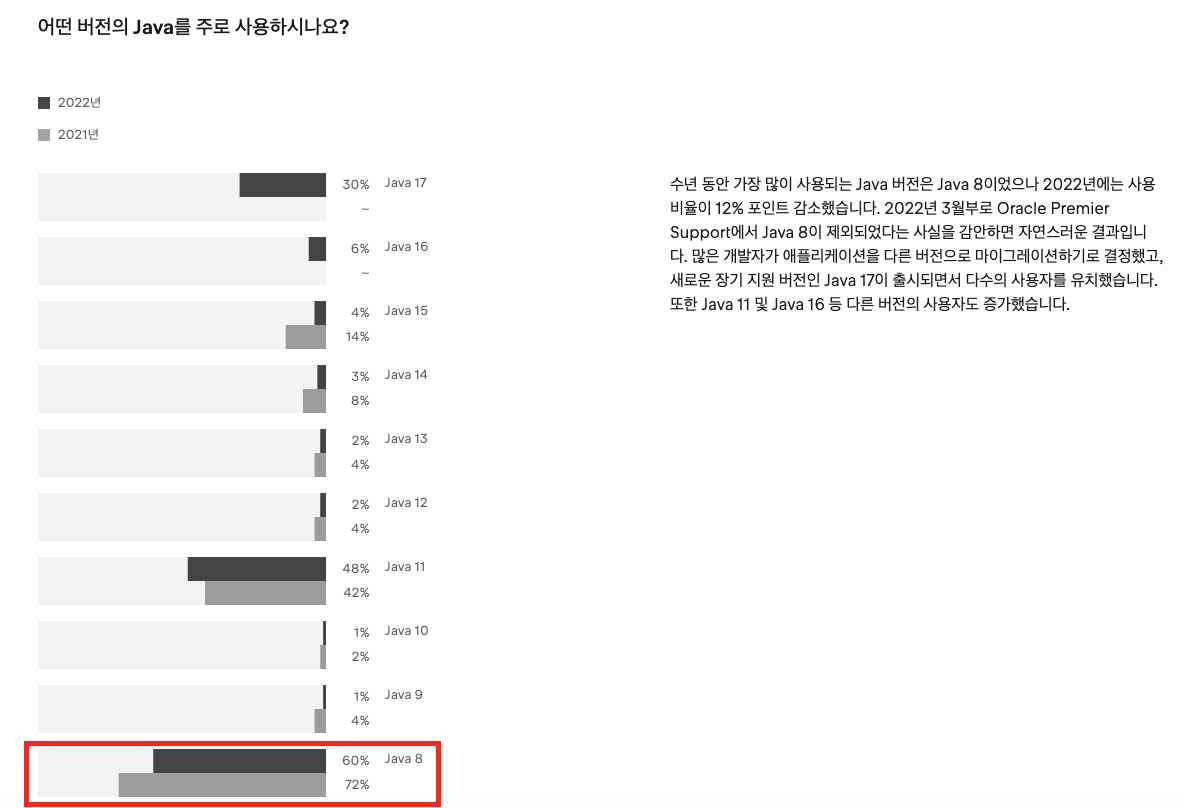 어떤 버전의 Java를 주로 사용하시나요?
2022년
2021년
30% Java 17
–
6% Java 16
–
4% Java 15
14%
3% Java 14
8%
2% Java 13
4%
2% Java 12
4%
48% Java 11
42%
1% Java 10
2%
1% Java 9
4%
60% Java 8
72%
수년 동안 가장 많이 사용되는 Java 버전은 Java 8이었으나 2022년에는 사용
비율이 12% 포인트 감소했습니다. 2022년 3월부로 Oracle Premier
Support에서 Java 8이 제외되었다는 사실을 감안하면 자연스러운 결과입니
다. 많은 개발자가 애플리케이션을 다른 버전으로 마이그레이션하기로 결정했고,
새로운 장기 지원 버전인 Java 17이 출시되면서 다수의 사용자를 유치했습니다.
또한 Java 11 및 Java 16 등 다른 버전의 사용자도 증가했습니다.